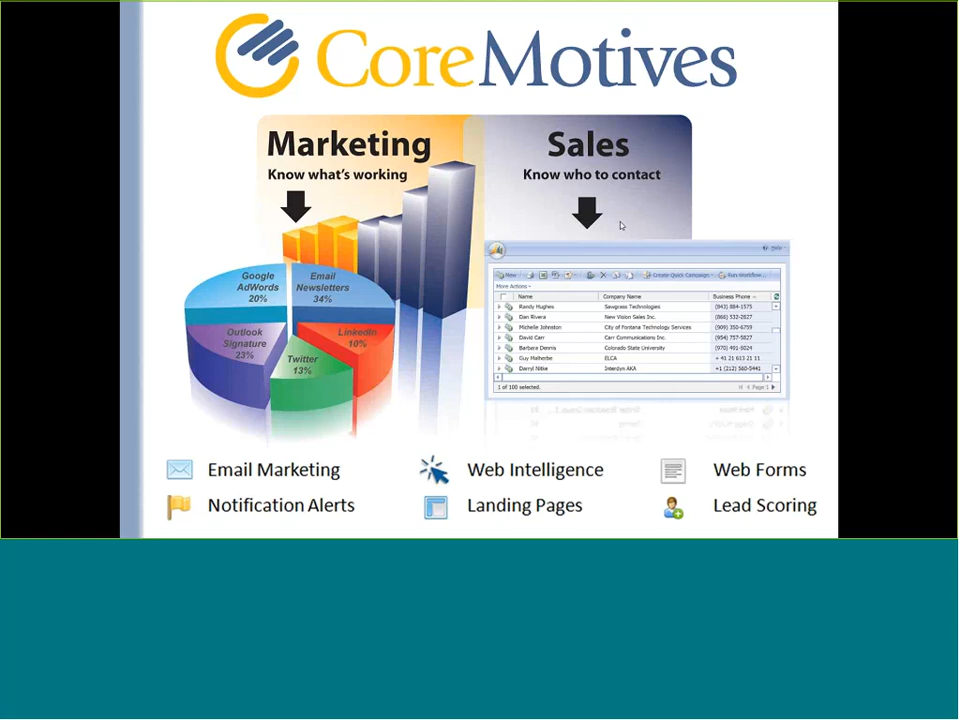 CoreMotives
Marketing
Know what's working
Sales
Know who to contact
Google
AdWords
20%
Email
Newsletters
34%
Outlook
Signature
23%
LinkedIn
10%
Twitter
13%
Help
New
Create Quick Campaign
Run Workflow...
More Actions
Name Company Name Business Phone
Randy Hughes Sawgrass Technologies (943) 884-1575
Dan Rivera New Vision Sales Inc. (866) 532-2827
Michelle Johnston City of Fontana Technology Services (909) 350-6759
David Carr Carr Communications Inc. (954) 757-5827
Barbara Dennis Colorado State University (970) 491-5024
Guy Malherbe ELCA + 41 21 613 21 11
Darryl Nitke Interdyn AKA +1 (212) 560-5441
1 of 100 selected. Page 1
Email Marketing Web Intelligence Web Forms
Notification Alerts Landing Pages Lead Scoring